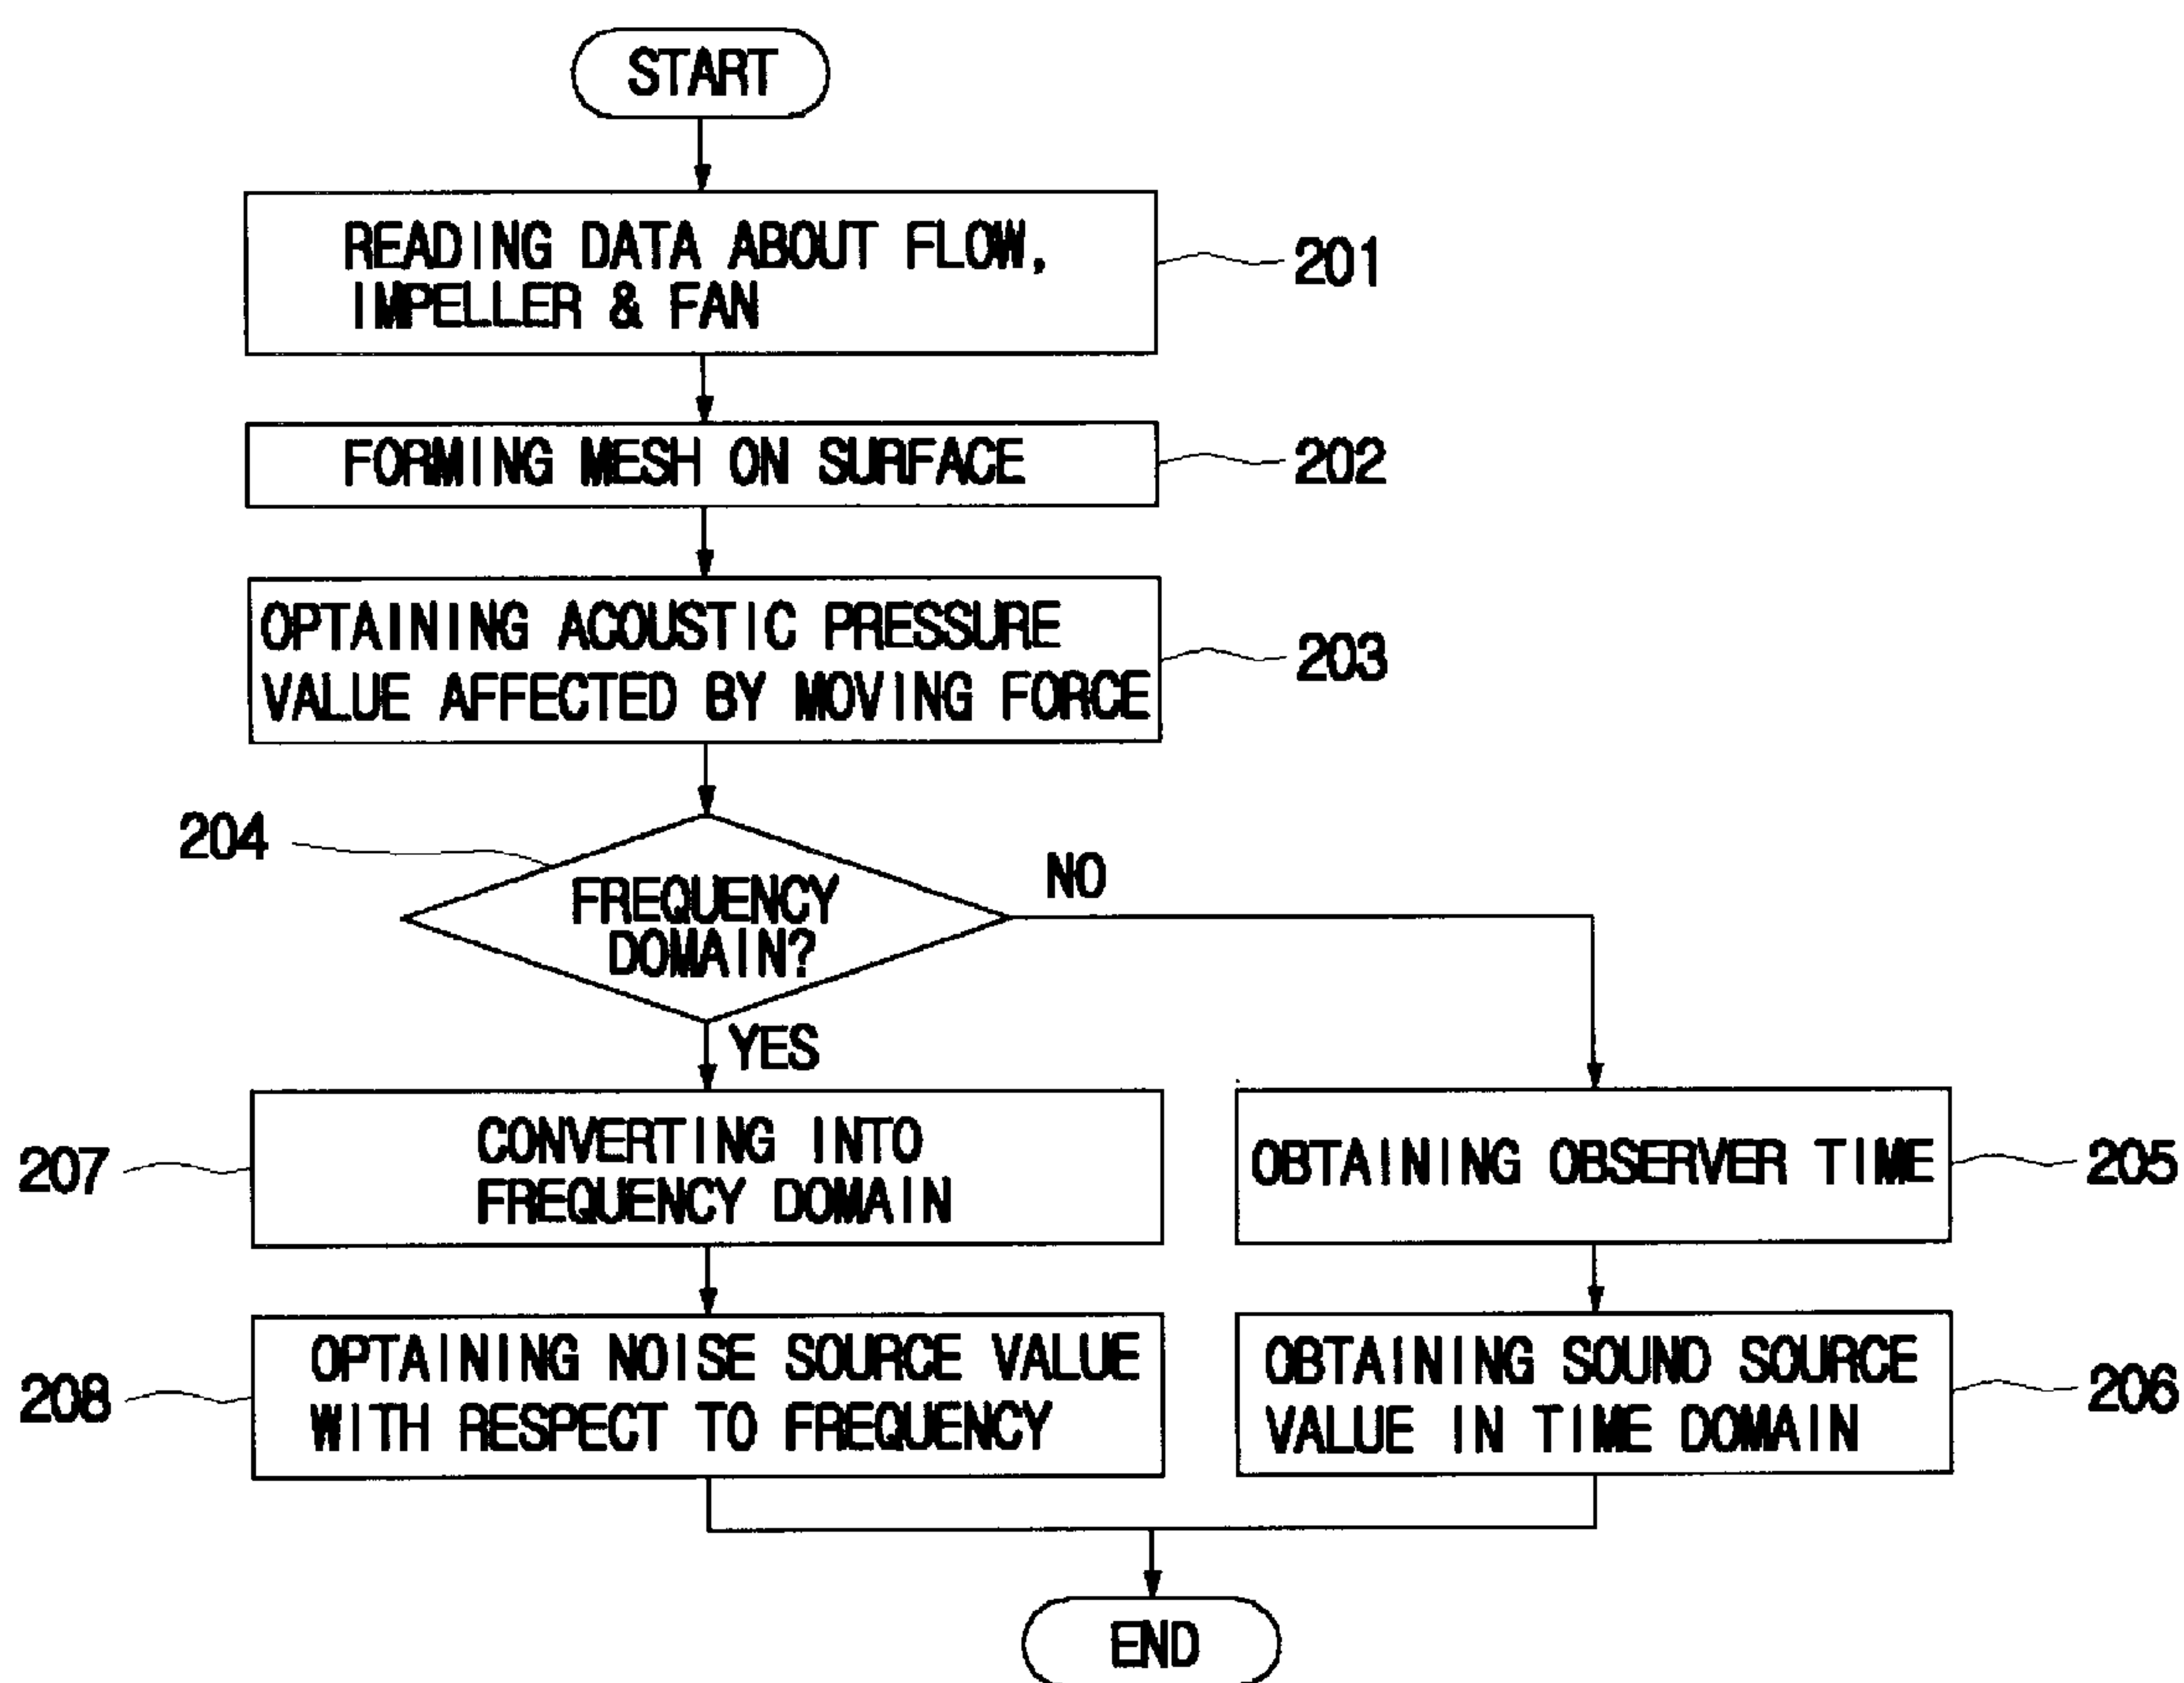 START
READING DATA ABOUT FLOW,
IMPELLER & FAN
201
FORMING MESH ON SURFACE
202
OPTAINING ACOUSTIC PRESSURE
VALUE AFFECTED BY MOVING FORCE
203
204
FREQUENCY
DOMAIN?
NO
YES
207
CONVERTING INTO
FREQUENCY DOMAIN
OBTAINING OBSERVER TIME
205
208
OPTAINING NOISE SOURCE VALUE
WITH RESPECT TO FREQUENCY
OBTAINING SOUND SOURCE
VALUE IN TIME DOMAIN
206
END